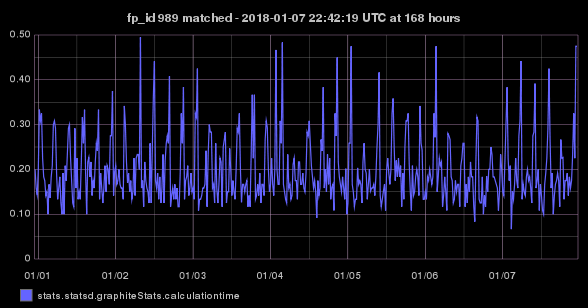 fp_id 989 matched - 2018-01-07 22:42:19 UTC at 168 hours
0.50
0.40
0.30
0.20
0.10
0
01/01 01/02 01/03 01/04 01/05 01/06 01/07
stats.statsd.graphiteStats.calculationtime